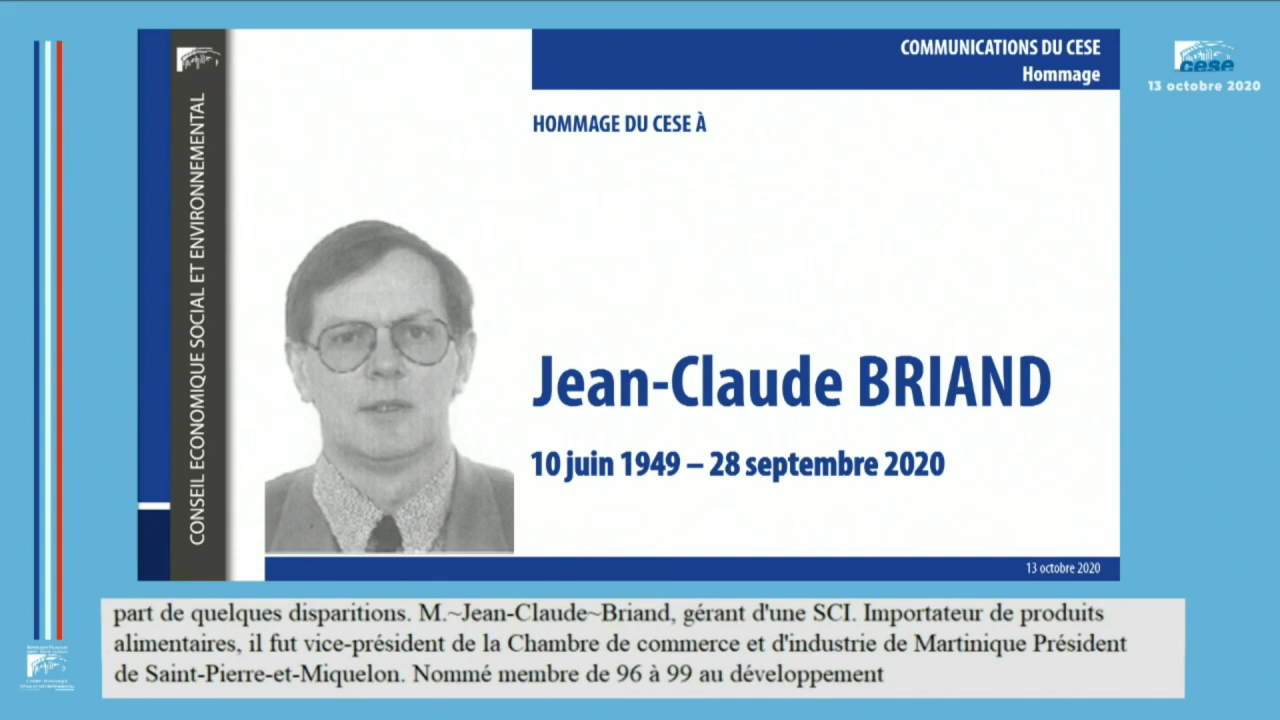 COMMUNICATIONS DU CESE
Hommage
cese
13 octobre 2020
CONSEIL ECONOMIQUE SOCIAL ET ENVIRONNEMENTAL
HOMMAGE DU CESE À
Jean-Claude BRIAND
10 juin 1949 – 28 septembre 2020
13 octobre 2020
part de quelques disparitions. M.~Jean-Claude~Briand, gérant d'une SCI. Importateur de produits
alimentaires, il fut vice-président de la Chambre de commerce et d'industrie de Martinique Président
de Saint-Pierre-et-Miquelon. Nommé membre de 96 à 99 au développement